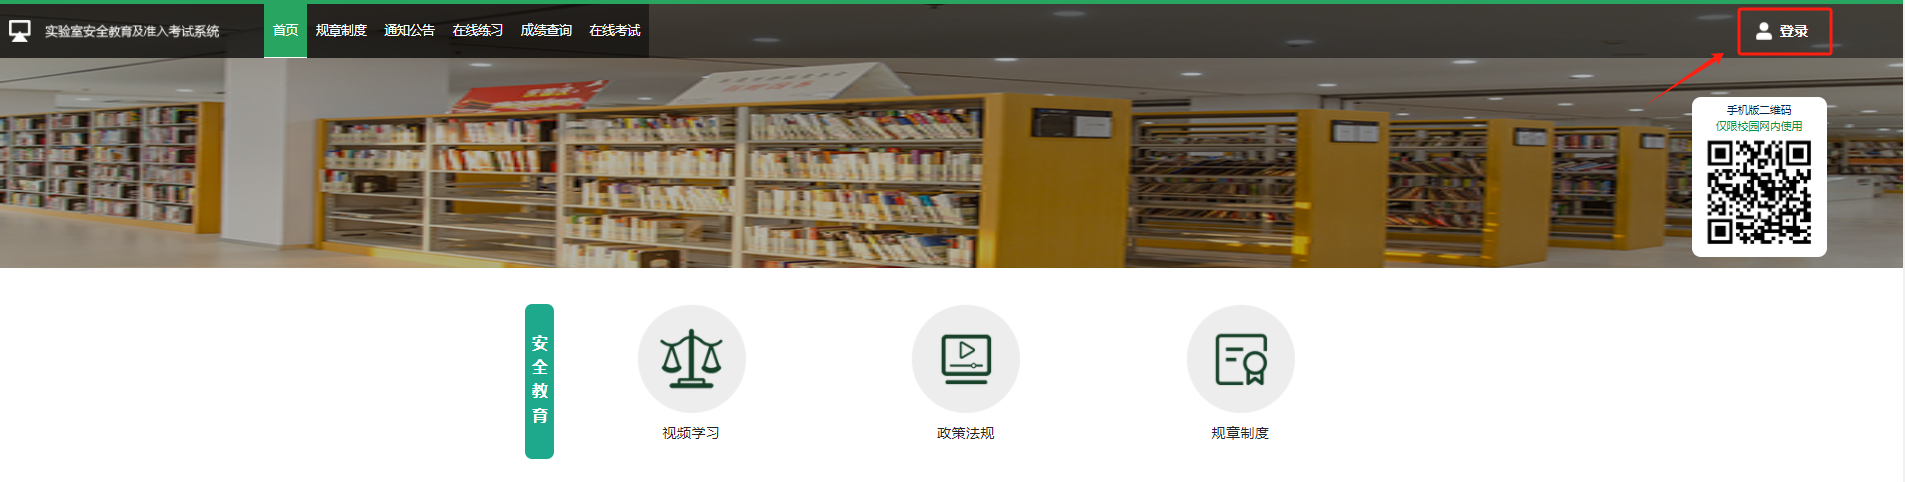 实验室安全教育及准入考试系统
首页
规章制度
通知公告
在线练习
成绩查询
在线考试
登录
手机版二维码
仅限校园网内使用
安全教育
视频学习
政策法规
规章制度